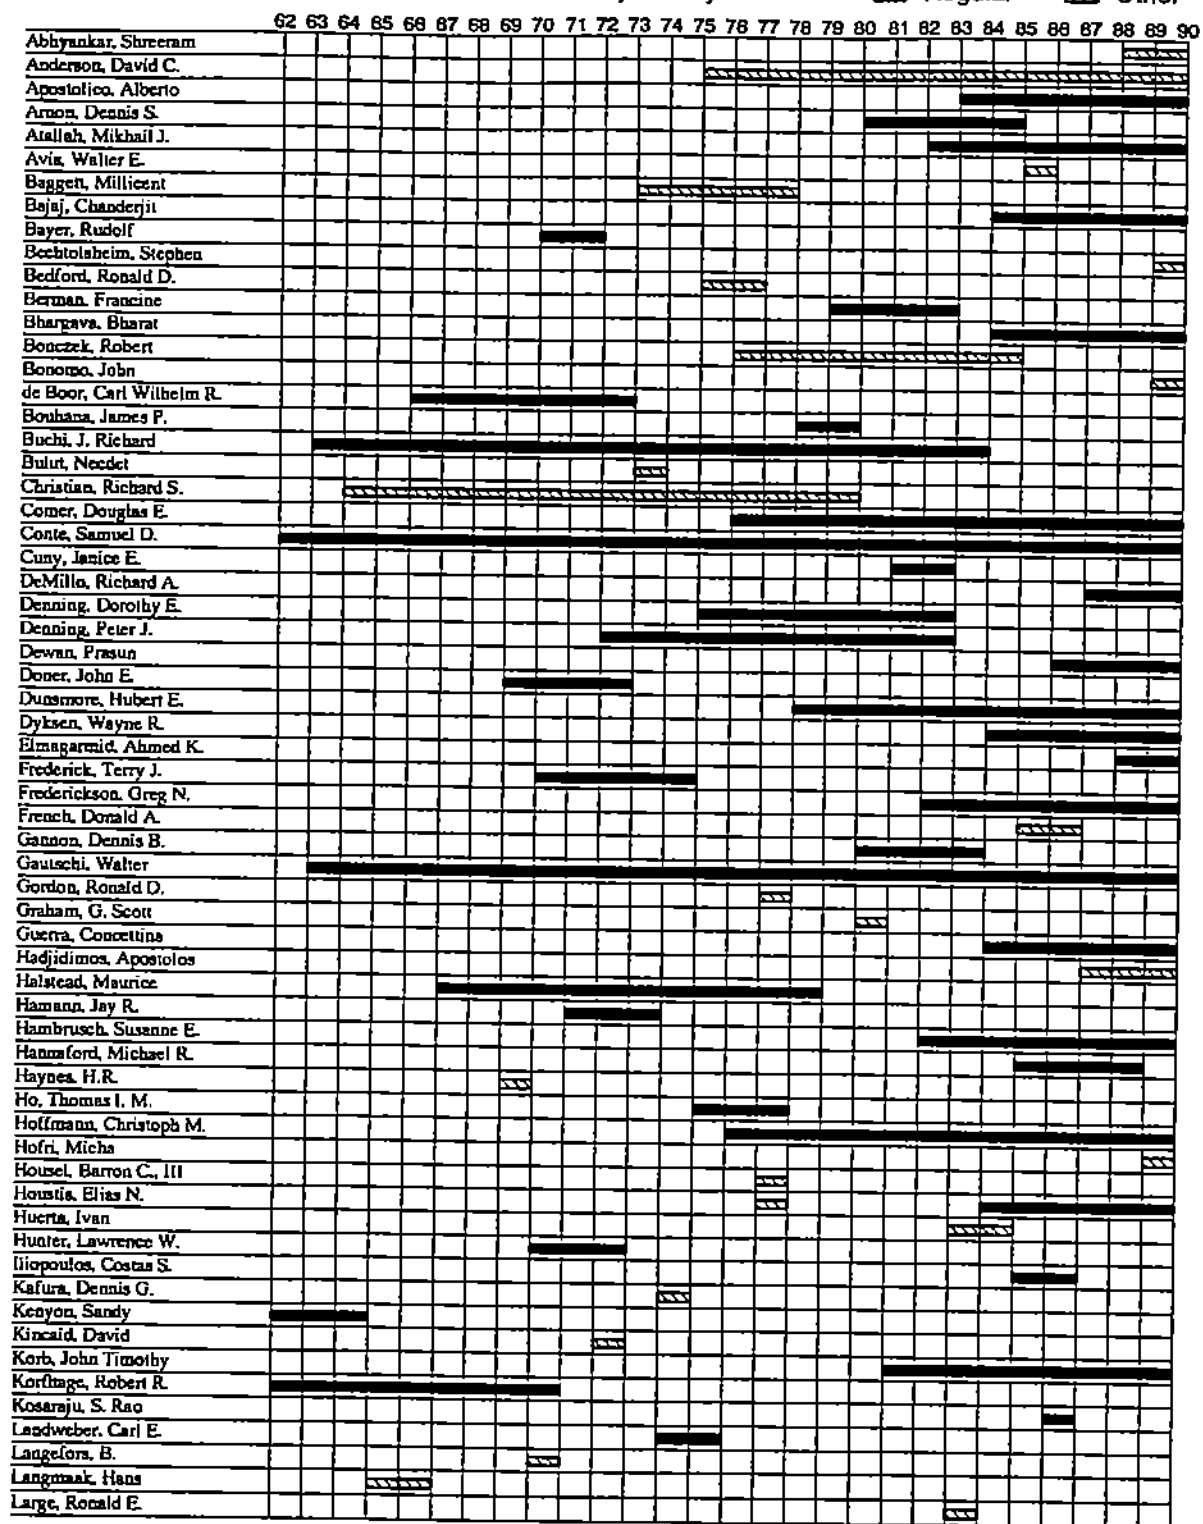 Regular Other
62 63 64 65 66 67 68 69 70 71 72 73 74 75 76 77 78 79 80 81 82 83 84 85 86 87 88 89 90
Abhyankar, Shreeram
Anderson, David C.
Apostolico, Alberto
Arnon, Dennis S.
Atallah, Mikhail J.
Avis, Walter E.
Baggett, Millicent
Bajaj, Chanderjit
Bayer, Rudolf
Bechtolsheim, Stephen
Bedford, Ronald D.
Berman, Francine
Bhargava, Bharat
Bonczek, Robert
Bonomo, John
de Boor, Carl Wilhelm R.
Bouhana, James P.
Buchi, J. Richard
Bulut, Necdet
Christian, Richard S.
Comer, Douglas E.
Conte, Samuel D.
Cuny, Janice E.
DeMillo, Richard A.
Denning, Dorothy E.
Denning, Peter J.
Dewan, Prasun
Doner, John E.
Dunsmore, Hubert E.
Dyksen, Wayne R.
Elmagarmid, Ahmed K.
Frederick, Terry J.
Frederickson, Greg N.
French, Donald A.
Gannon, Dennis B.
Gautschi, Walter
Gordon, Ronald D.
Graham, G. Scott
Guerra, Concettina
Hadjidimos, Apostolos
Halstead, Maurice
Hamann, Jay R.
Hambrusch, Susanne E.
Hannaford, Michael R.
Haynes, H.R.
Ho, Thomas I. M.
Hoffmann, Christoph M.
Hofri, Micha
Housel, Barron C., III
Houstis, Elias N.
Huerta, Ivan
Hunter, Lawrence W.
Iliopoulos, Costas S.
Kafura, Dennis G.
Kenyon, Sandy
Kincaid, David
Korb, John Timothy
Korfhage, Robert R.
Kosaraju, S. Rao
Landweber, Carl E.
Langefors, B.
Langmaak, Hans
Large, Ronald E.